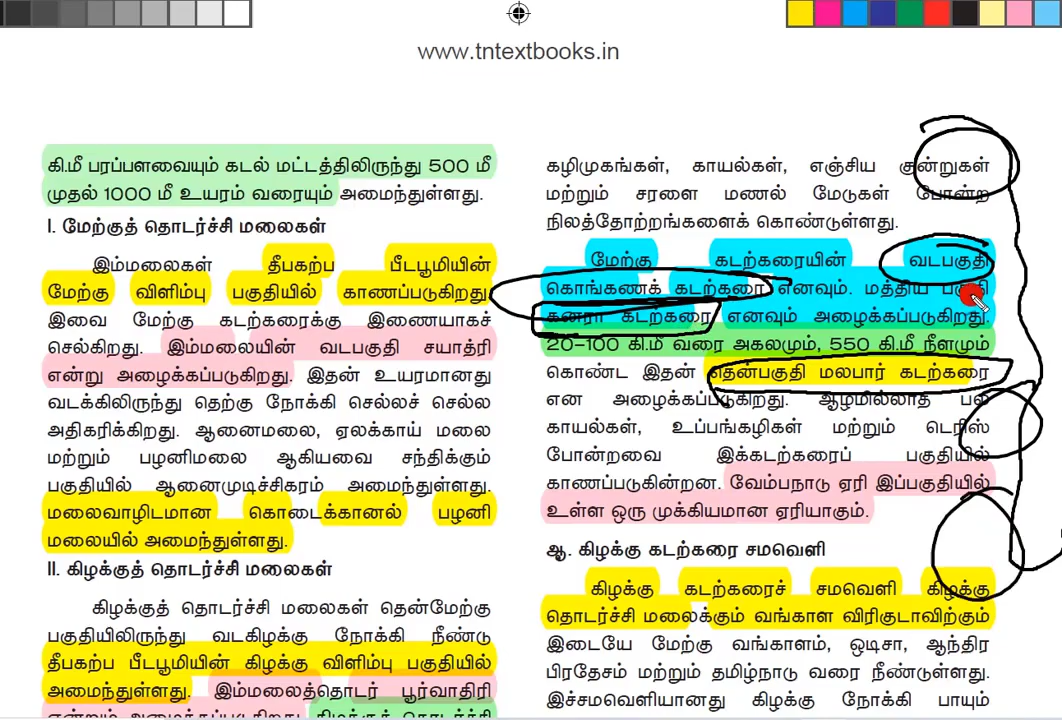 www.tntextbooks.in
கி.மீ பரப்பளவையும் கடல் மட்டத்திலிருந்து 500 மீ
முதல் 1000 மீ உயரம் வரையும் அமைந்துள்ளது.
I. மேற்குத் தொடர்ச்சி மலைகள்
இம்மலைகள் தீபகற்ப பீடபூமியின்
மேற்கு விளிம்பு பகுதியில் காணப்படுகிறது.
இவை மேற்கு கடற்கரைக்கு இணையாகச்
செல்கிறது. இம்மலையின் வடபகுதி சயாத்ரி
என்று அழைக்கப்படுகிறது. இதன் உயரமானது
வடக்கிலிருந்து தெற்கு நோக்கி செல்லச் செல்ல
அதிகரிக்கிறது. ஆனைமலை, ஏலக்காய் மலை
மற்றும் பழனிமலை ஆகியவை சந்திக்கும்
பகுதியில் ஆனைமுடிச்சிகரம் அமைந்துள்ளது.
மலைவாழிடமான கொடைக்கானல் பழனி
மலையில் அமைந்துள்ளது.
II. கிழக்குத் தொடர்ச்சி மலைகள்
கிழக்குத் தொடர்ச்சி மலைகள் தென்மேற்கு
பகுதியிலிருந்து வடகிழக்கு நோக்கி நீண்டு
தீபகற்ப பீடபூமியின் கிழக்கு விளிம்பு பகுதியில்
அமைந்துள்ளது. இம்மலைத்தொடர் பூர்வாதிரி
என்றும் அழைக்கப்படுகிறது. கிழக்குத் தொடர்ச்சி
கழிமுகங்கள், காயல்கள், எஞ்சிய குன்றுகள்
மற்றும் சரளை மணல் மேடுகள் போன்ற
நிலத்தோற்றங்களைக் கொண்டுள்ளது.
மேற்கு கடற்கரையின் வடபகுதி
கொங்கணக் கடற்கரை எனவும். மத்திய பகுதி
கனரா கடற்கரை எனவும் அழைக்கப்படுகிறது.
20–100 கி.மீ வரை அகலமும், 550 கி.மீ நீளமும்
கொண்ட இதன் தென்பகுதி மலபார் கடற்கரை
என அழைக்கப்படுகிறது. ஆழமில்லாத பல
காயல்கள், உப்பங்கழிகள் மற்றும் டெரிஸ்
போன்றவை இக்கடற்கரைப் பகுதியில்
காணப்படுகின்றன. வேம்பநாடு ஏரி இப்பகுதியில்
உள்ள ஒரு முக்கியமான ஏரியாகும்.
ஆ. கிழக்கு கடற்கரை சமவெளி
கிழக்கு கடற்கரைச் சமவெளி கிழக்கு
தொடர்ச்சி மலைக்கும் வங்காள விரிகுடாவிற்கும்
இடையே மேற்கு வங்காளம், ஒடிசா, ஆந்திர
பிரதேசம் மற்றும் தமிழ்நாடு வரை நீண்டுள்ளது.
இச்சமவெளியானது கிழக்கு நோக்கி பாயும்